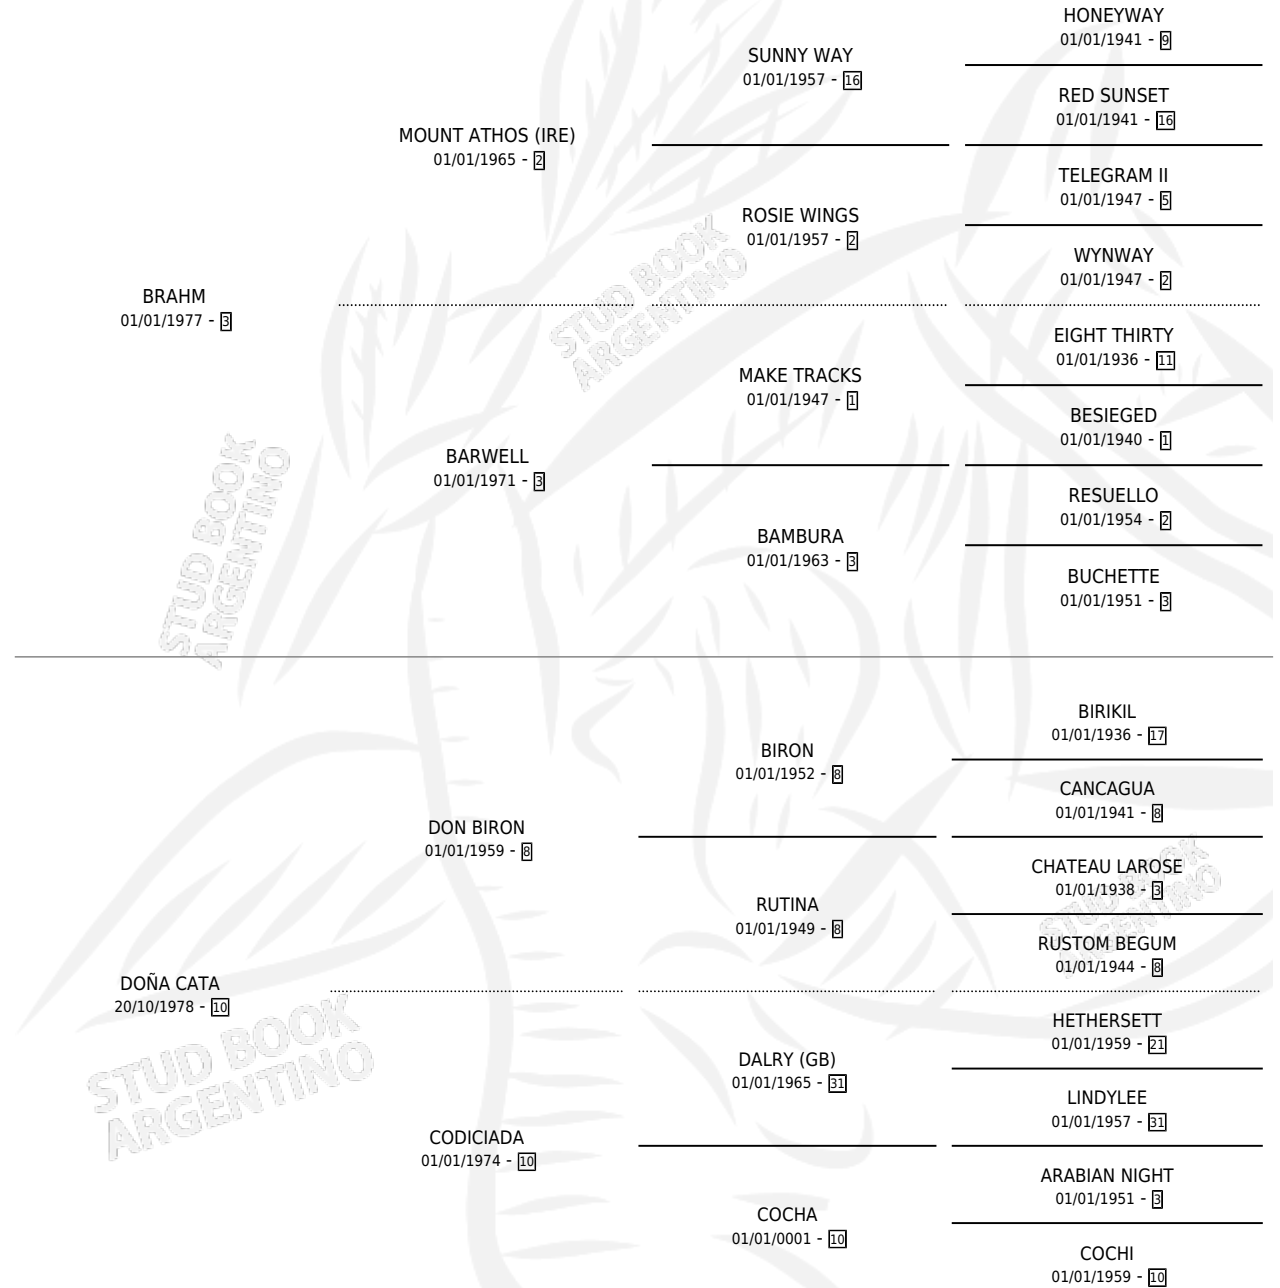 HONEYWAY
01/01/1941 - 9
SUNNY WAY
01/01/1957 - 16
RED SUNSET
01/01/1941 - 16
MOUNT ATHOS (IRE)
01/01/1965 - 2
TELEGRAM II
01/01/1947 - 5
ROSIE WINGS
01/01/1957 - 2
WYNWAY
01/01/1947 - 2
BRAHM
01/01/1977 - 3
EIGHT THIRTY
01/01/1936 - 11
MAKE TRACKS
01/01/1947 - 1
BESIEGED
01/01/1940 - 1
BARWELL
01/01/1971 - 3
RESUELLO
01/01/1954 - 2
BAMBURA
01/01/1963 - 3
BUCHETTE
01/01/1951 - 3
BIRIKIL
01/01/1936 - 17
BIRON
01/01/1952 - 8
CANCAGUA
01/01/1941 - 8
DON BIRON
01/01/1959 - 8
CHATEAU LAROSE
01/01/1938 - 3
RUTINA
01/01/1949 - 8
RUSTOM BEGUM
01/01/1944 - 8
DOÑA CATA
20/10/1978 - 10
HETHERSETT
01/01/1959 - 21
DALRY (GB)
01/01/1965 - 31
LINDYLEE
01/01/1957 - 31
CODICIADA
01/01/1974 - 10
ARABIAN NIGHT
01/01/1951 - 3
COCHA
01/01/0001 - 10
COCHI
01/01/1959 - 10
STUD BOOK
ARGENTINO
STUD BOOK
ARGENTINO
STUD BOOK
ARGENTINO
STUD BOOK
ARGENTINO